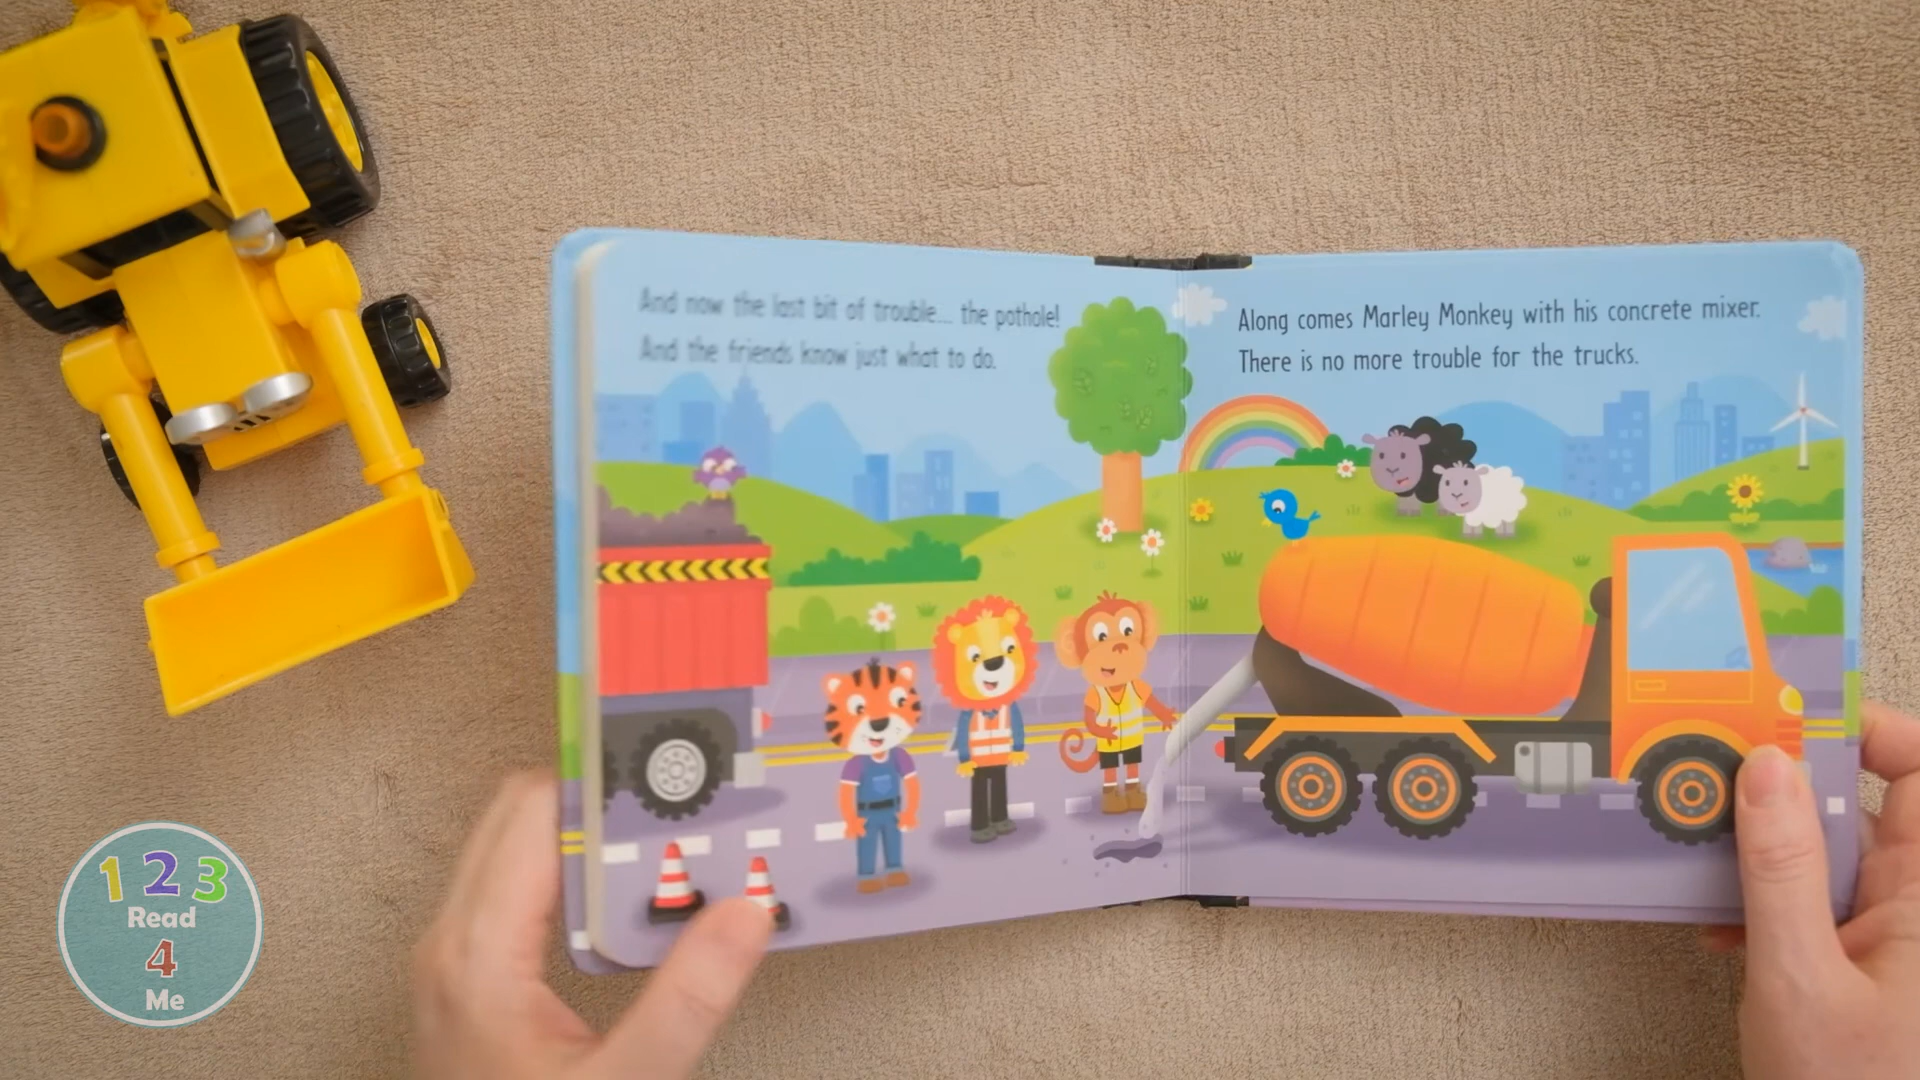 And now the last bit of trouble... the pothole!
And the friends know just what to do.
Along comes Marley Monkey with his concrete mixer.
There is no more trouble for the trucks.
1 2 3
Read
4
Me